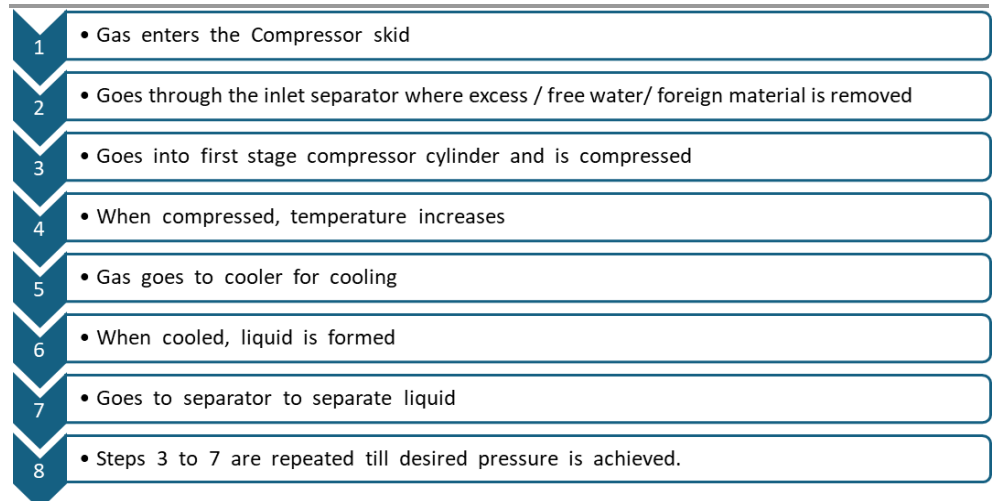 1 • Gas enters the Compressor skid
2 • Goes through the inlet separator where excess / free water/ foreign material is removed
3 • Goes into first stage compressor cylinder and is compressed
4 • When compressed, temperature increases
5 • Gas goes to cooler for cooling
6 • When cooled, liquid is formed
7 • Goes to separator to separate liquid
8 • Steps 3 to 7 are repeated till desired pressure is achieved.